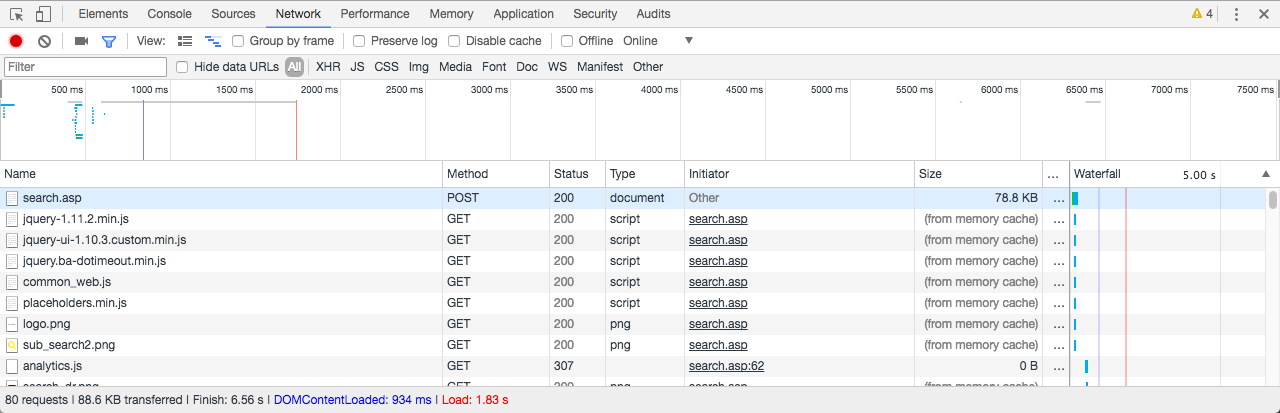 Elements Console Sources Network Performance Memory Application Security Audits 4
View: Group by frame Preserve log Disable cache Offline Online
Filter Hide data URLs All XHR JS CSS Img Media Font Doc WS Manifest Other
500 ms 1000 ms 1500 ms 2000 ms 2500 ms 3000 ms 3500 ms 4000 ms 4500 ms 5000 ms 5500 ms 6000 ms 6500 ms 7000 ms 7500 ms
Name Method Status Type Initiator Size ... Waterfall 5.00 s
search.asp POST 200 document Other 78.8 KB ...
jquery-1.11.2.min.js GET 200 script search.asp (from memory cache) ...
jquery-ui-1.10.3.custom.min.js GET 200 script search.asp (from memory cache) ...
jquery.ba-dotimeout.min.js GET 200 script search.asp (from memory cache) ...
common_web.js GET 200 script search.asp (from memory cache) ...
placeholders.min.js GET 200 script search.asp (from memory cache) ...
logo.png GET 200 png search.asp (from memory cache) ...
sub_search2.png GET 200 png search.asp (from memory cache) ...
analytics.js GET 307 search.asp:62 0 B ...
search_dr.png GET 200 png search.asp (from memory cache) ...
80 requests | 88.6 KB transferred | Finish: 6.56 s | DOMContentLoaded: 934 ms | Load: 1.83 s